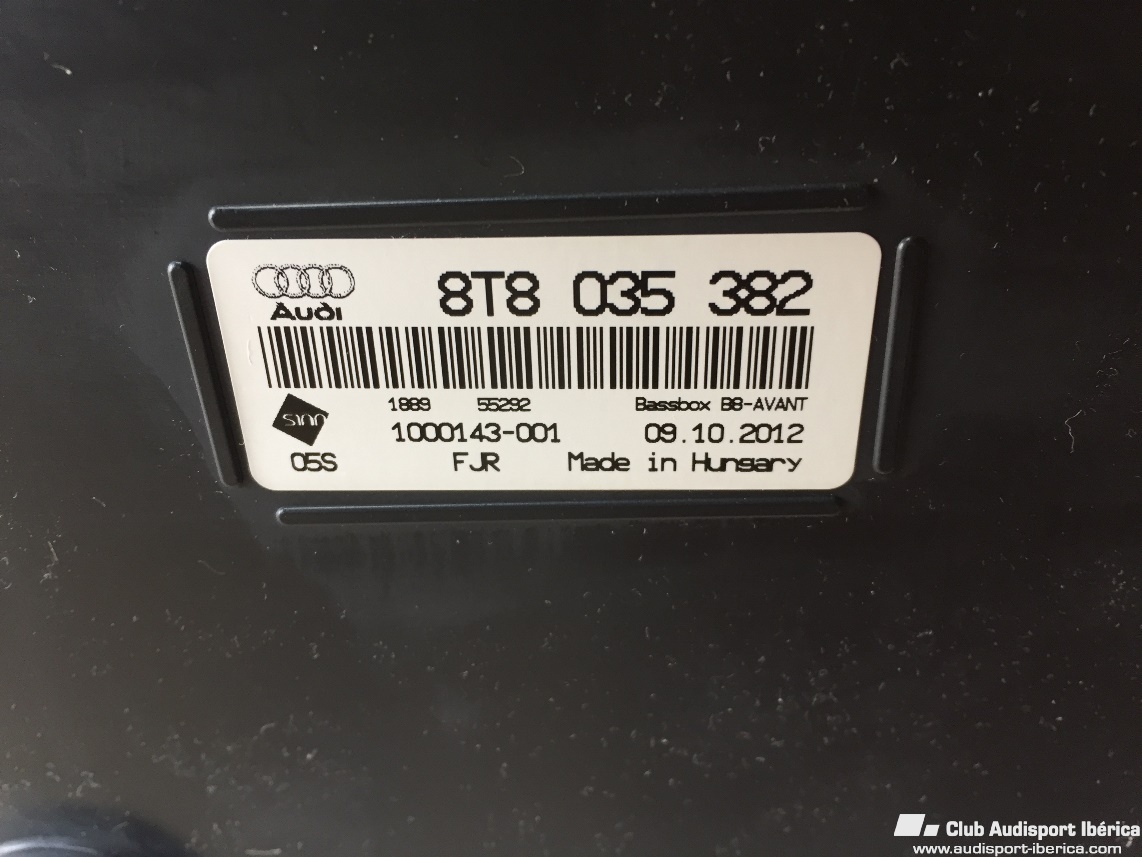 8T8 035 382
Audi
1889 55292 Bassbox B8-AVANT
SINN
1000143-001 09.10.2012
05S FJR Made in Hungary
Club Audisport Ibérica
www.audisport-iberica.com